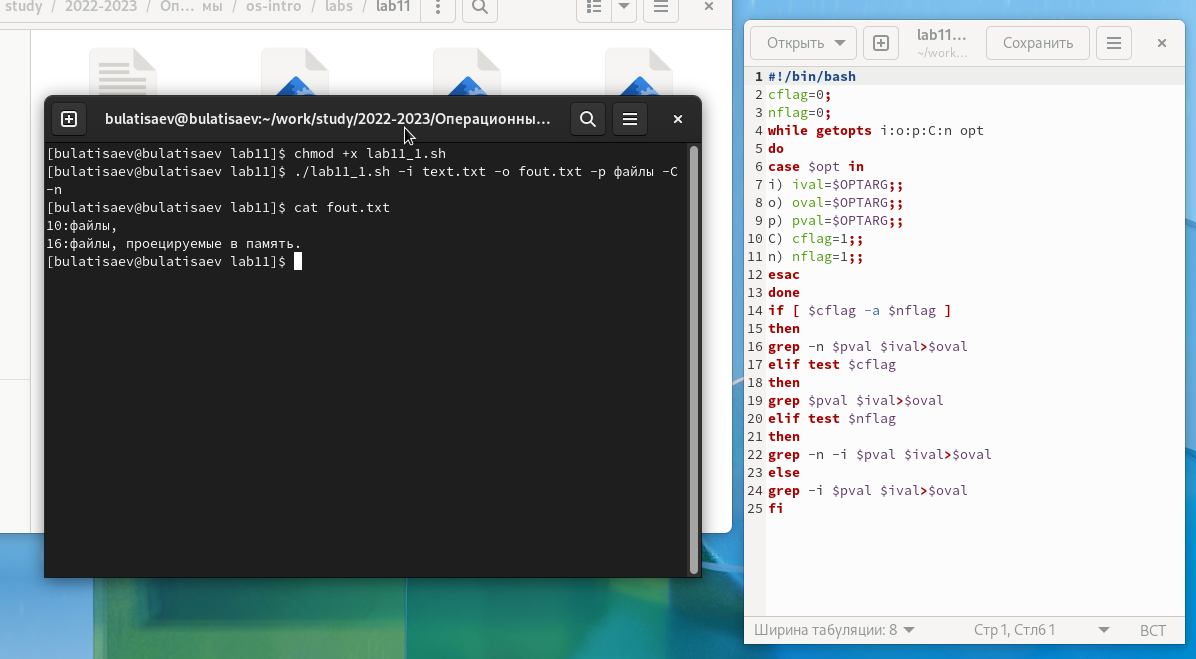 study / 2022-2023 / Оп… мы / os-intro / labs / lab11
bulatisaev@bulatisaev:~/work/study/2022-2023/Операционны…
[bulatisaev@bulatisaev lab11]$ chmod +x lab11_1.sh
[bulatisaev@bulatisaev lab11]$ ./lab11_1.sh -i text.txt -o fout.txt -p файлы -C
-n
[bulatisaev@bulatisaev lab11]$ cat fout.txt
10:файлы,
16:файлы, проецируемые в память.
[bulatisaev@bulatisaev lab11]$
Открыть
lab11…
~/work…
Сохранить
1 #!/bin/bash
2 cflag=0;
3 nflag=0;
4 while getopts i:o:p:C:n opt
5 do
6 case $opt in
7 i) ival=$OPTARG;;
8 o) oval=$OPTARG;;
9 p) pval=$OPTARG;;
10 C) cflag=1;;
11 n) nflag=1;;
12 esac
13 done
14 if [ $cflag -a $nflag ]
15 then
16 grep -n $pval $ival>$oval
17 elif test $cflag
18 then
19 grep $pval $ival>$oval
20 elif test $nflag
21 then
22 grep -n -i $pval $ival>$oval
23 else
24 grep -i $pval $ival>$oval
25 fi
Ширина табуляции: 8
Стр 1, Стлб 1
ВСТ